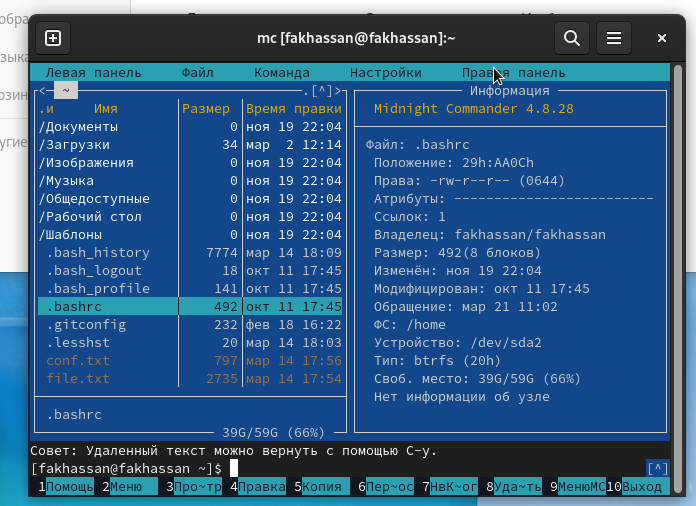 mc [fakhassan@fakhassan]:~
Левая панель Файл Команда Настройки Правая панель
<─ ~ .[^]>
.и Имя Размер Время правки
/Документы 0 ноя 19 22:04
/Загрузки 34 мар 2 12:14
/Изображения 0 ноя 19 22:04
/Музыка 0 ноя 19 22:04
/Общедоступные 0 ноя 19 22:04
/Рабочий стол 0 ноя 19 22:04
/Шаблоны 0 ноя 19 22:04
.bash_history 7774 мар 14 18:09
.bash_logout 18 окт 11 17:45
.bash_profile 141 окт 11 17:45
.bashrc 492 окт 11 17:45
.gitconfig 232 фев 18 16:22
.lesshst 20 мар 14 18:03
conf.txt 797 мар 14 17:56
file.txt 2735 мар 14 17:54
.bashrc
39G/59G (66%)
Информация
Midnight Commander 4.8.28
Файл: .bashrc
Положение: 29h:AA0Ch
Права: -rw-r--r-- (0644)
Атрибуты: -------------------------
Ссылок: 1
Владелец: fakhassan/fakhassan
Размер: 492(8 блоков)
Изменён: ноя 19 22:04
Модифицирован: окт 11 17:45
Обращение: мар 21 11:02
ФС: /home
Устройство: /dev/sda2
Тип: btrfs (20h)
Своб. место: 39G/59G (66%)
Нет информации об узле
Совет: Удаленный текст можно вернуть с помощью C-y.
[fakhassan@fakhassan ~]$ [^]
1Помощь 2Меню 3Про~тр 4Правка 5Копия 6Пер~ос 7НвК~ог 8Уда~ть 9МенюMC 10Выход